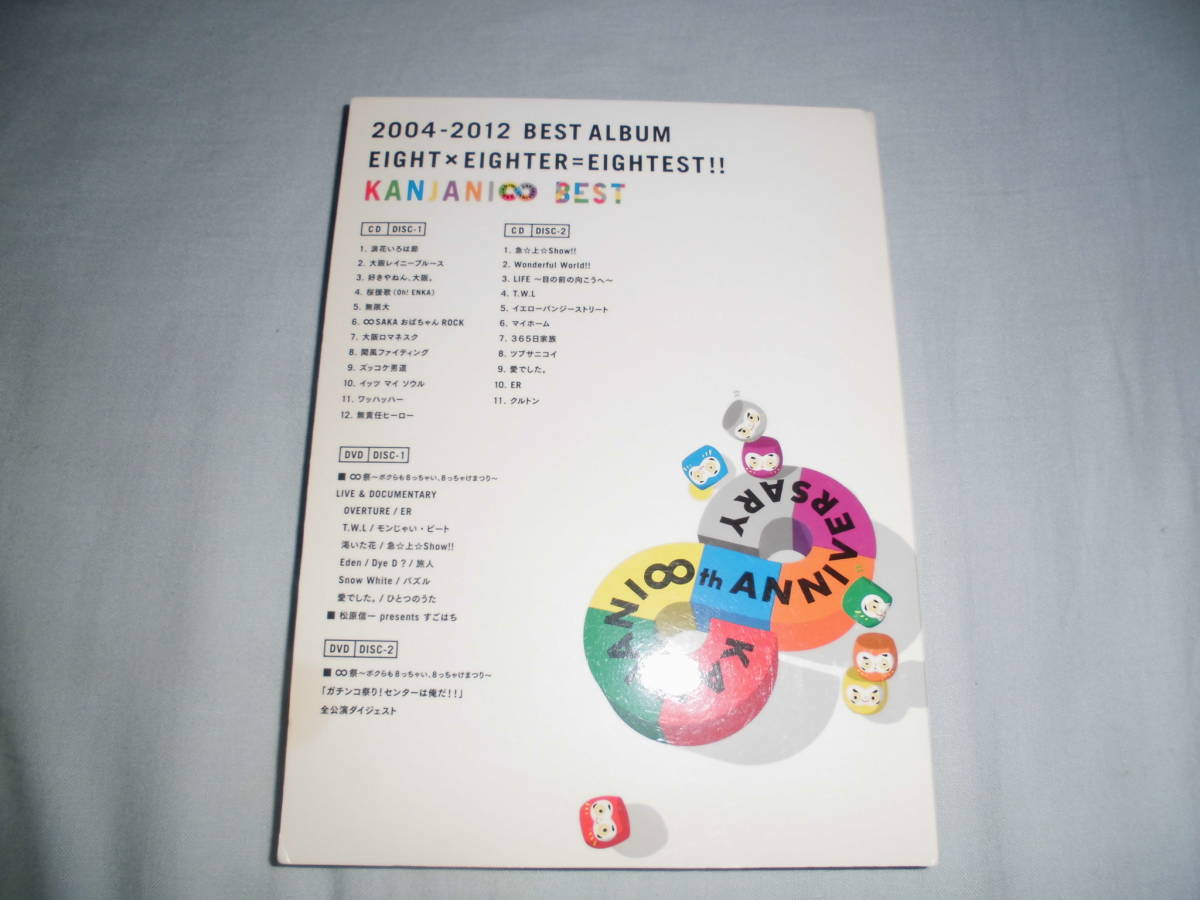 2004-2012 BEST ALBUM
EIGHT×EIGHTER=EIGHTEST!!
KANJANI∞ BEST
CD DISC-1
1. 浪花いろは節
2. 大阪レイニーブルース
3. 好きやねん、大阪。
4. 桜援歌(Oh! ENKA)
5. 無限大
6. ∞SAKA おばちゃん ROCK
7. 大阪ロマネスク
8. 関風ファイティング
9. ズッコケ男道
10. イッツ マイ ソウル
11. ワッハッハー
12. 無責任ヒーロー
CD DISC-2
1. 急☆上☆Show!!
2. Wonderful World!!
3. LIFE ～目の前の向こうへ～
4. T.W.L
5. イエローパンジーストリート
6. マイホーム
7. 365日家族
8. ツブサニコイ
9. 愛でした。
10. ER
11. クルトン
DVD DISC-1
■ ∞祭～ボクらも8っちゃい、8っちゃけまつり～
LIVE & DOCUMENTARY
OVERTURE / ER
T.W.L / モンじゃい・ビート
渇いた花 / 急☆上☆Show!!
Eden / Dye D? / 旅人
Snow White / パズル
愛でした。/ ひとつのうた
■ 松原信一 presents すごはち
DVD DISC-2
■ ∞祭～ボクらも8っちゃい、8っちゃけまつり～
「ガチンコ祭り!センターは俺だ!!」
全公演ダイジェスト
KANJANI∞
8th ANNIVERSARY